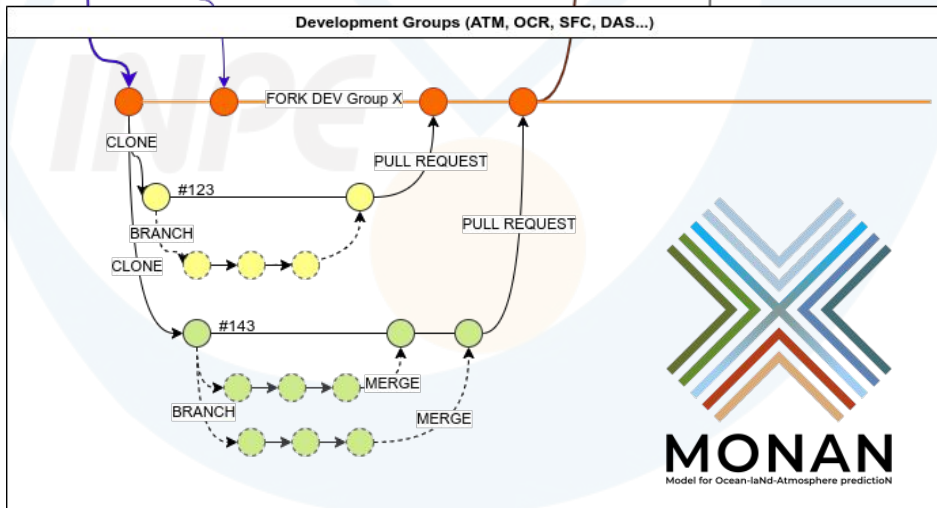 Development Groups (ATM, OCR, SFC, DAS...)
INPE
FORK DEV Group X
CLONE
PULL REQUEST
#123
BRANCH
PULL REQUEST
CLONE
#143
MERGE
BRANCH
MERGE
MONAN
Model for Ocean-laNd-Atmosphere predictioN